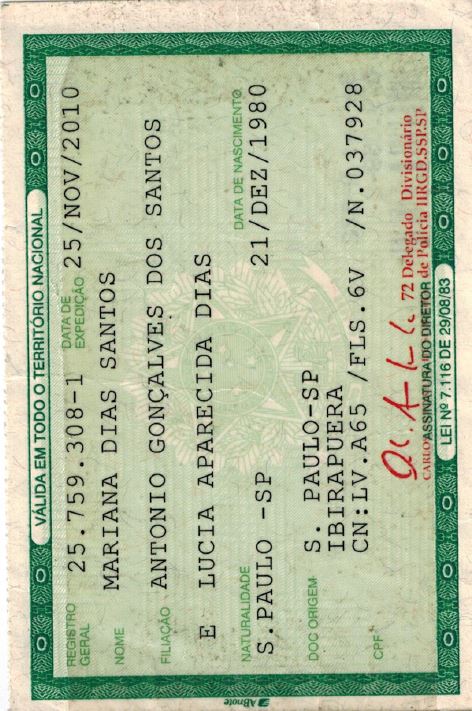 VÁLIDA EM TODO O TERRITÓRIO NACIONAL
REGISTRO GERAL 25.759.308-1 DATA DE EXPEDIÇÃO 25/NOV/2010
NOME MARIANA DIAS SANTOS
FILIAÇÃO ANTONIO GONÇALVES DOS SANTOS
E LUCIA APARECIDA DIAS
NATURALIDADE DATA DE NASCIMENTO
S.PAULO -SP 21/DEZ/1980
DOC ORIGEM S. PAULO-SP
IBIRAPUERA
CN:LV.A65 /FLS.6V /N.037928
CPF
72 Delegado Divisionário
CARLO ASSINATURA DO DIRETOR de Polícia IIRGD.SSP.SP
LEI Nº 7.116 DE 29/08/83
ABnote